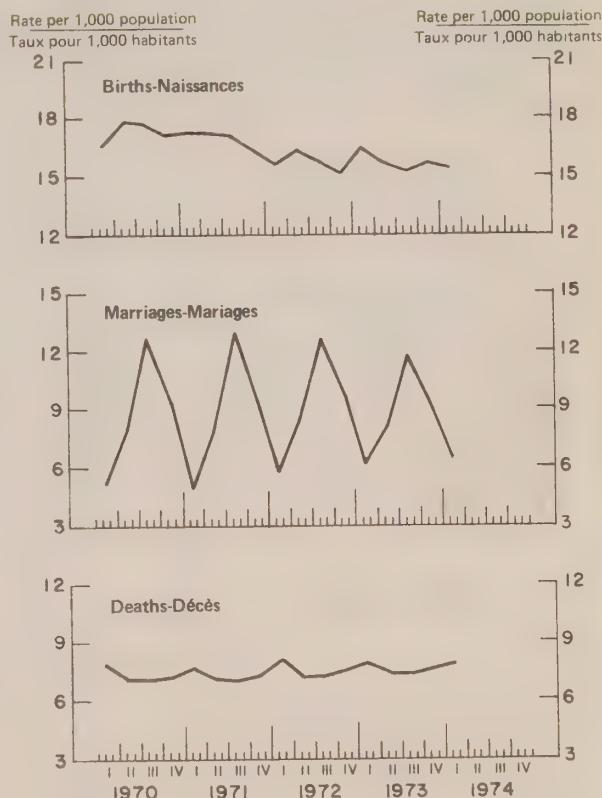 Rate per 1,000 population
Taux pour 1,000 habitants
Rate per 1,000 population
Taux pour 1,000 habitants
21 21
Births-Naissances
18 18
15 15
12 12
15 15
Marriages-Mariages
12 12
9 9
6 6
3 3
12 12
Deaths-Décès
9 9
6 6
3 3
I II III IV I II III IV I II III IV I II III IV I II III IV
1970 1971 1972 1973 1974